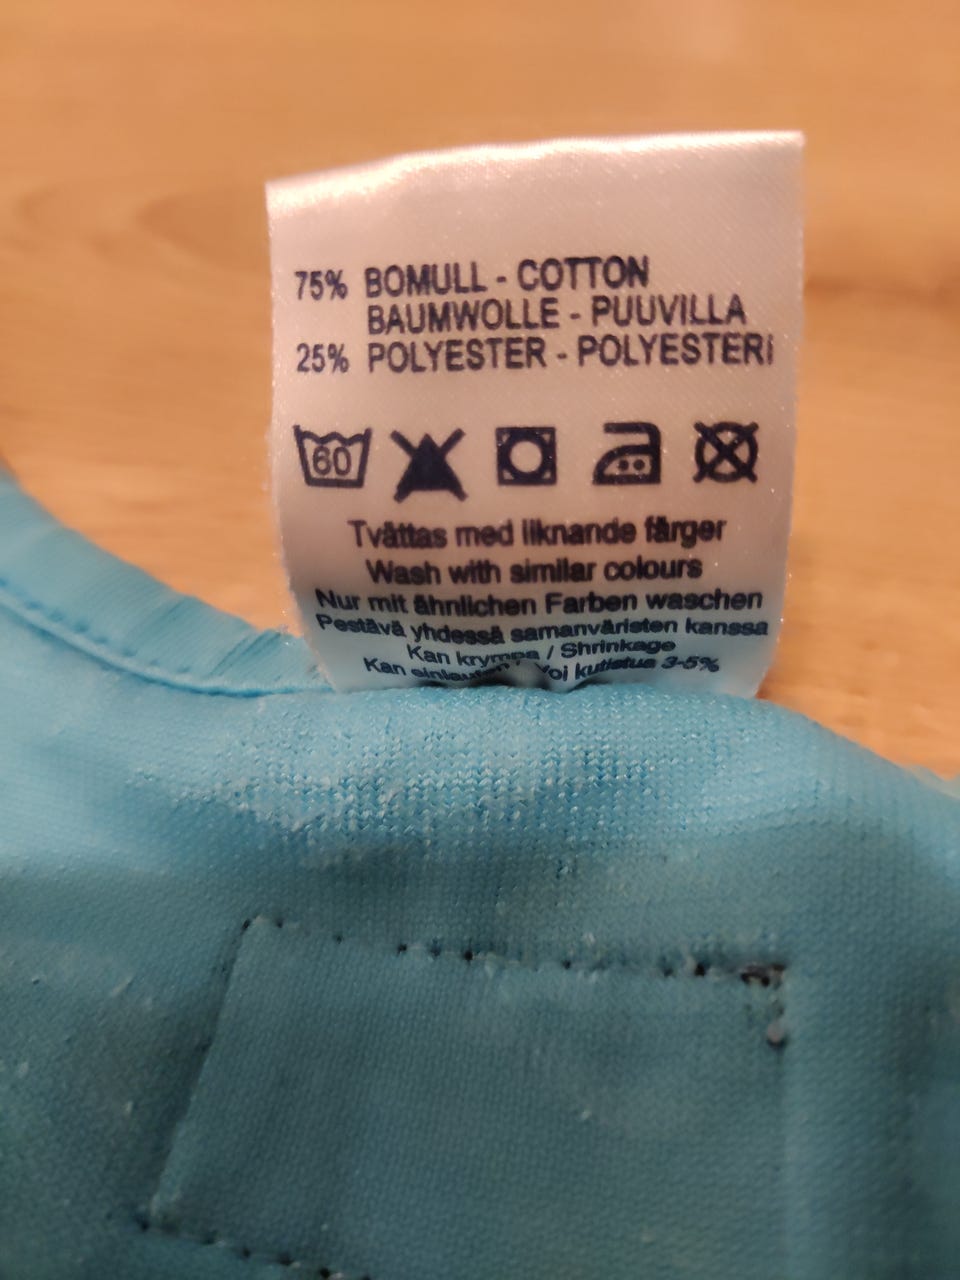 75% BOMULL - COTTON
BAUMWOLLE - PUUVILLA
25% POLYESTER - POLYESTERI
60
Tvättas med liknande färger
Wash with similar colours
Nur mit ähnlichen Farben waschen
Pestävä yhdessä samanväristen kanssa
Kan krympa / Shrinkage
Kan einlaufen / Voi kutistua 3-5%